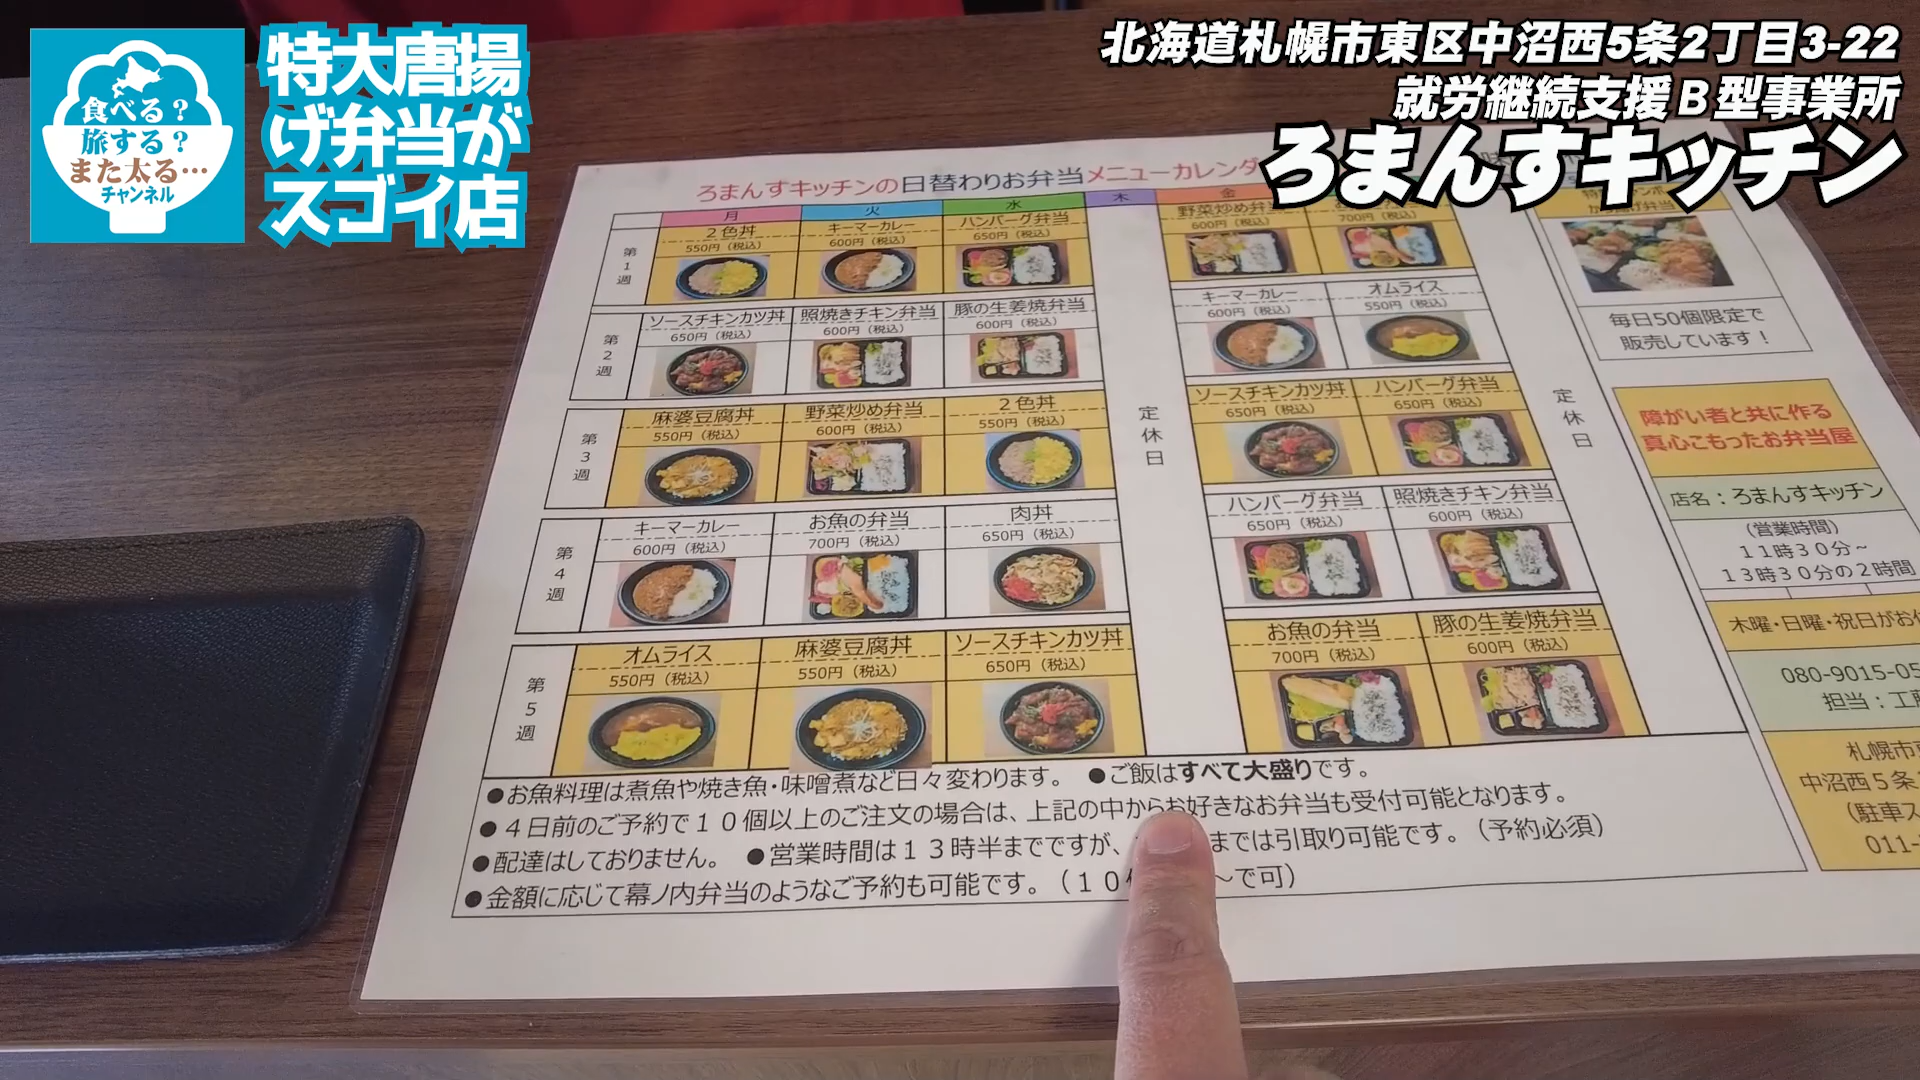 食べる?
旅する?
また太る…
チャンネル
特大唐揚
げ弁当が
スゴイ店
北海道札幌市東区中沼西5条2丁目3-22
就労継続支援B型事業所
ろまんすキッチン
ろまんすキッチンの日替わりお弁当メニューカレンダ
月 火 水 木 金
第1週
2色丼 キーマーカレー ハンバーグ弁当 野菜炒め弁当
550円(税込) 600円(税込) 650円(税込) 600円(税込) 700円(税込)
第2週
ソースチキンカツ丼 照焼きチキン弁当 豚の生姜焼弁当 キーマーカレー オムライス
650円(税込) 600円(税込) 600円(税込) 600円(税込) 550円(税込)
第3週
麻婆豆腐丼 野菜炒め弁当 2色丼 ソースチキンカツ丼 ハンバーグ弁当
550円(税込) 600円(税込) 550円(税込) 650円(税込) 650円(税込)
第4週
キーマーカレー お魚の弁当 肉丼 ハンバーグ弁当 照焼きチキン弁当
600円(税込) 700円(税込) 650円(税込) 650円(税込) 600円(税込)
第5週
オムライス 麻婆豆腐丼 ソースチキンカツ丼 お魚の弁当 豚の生姜焼弁当
550円(税込) 550円(税込) 650円(税込) 700円(税込) 600円(税込)
定休日
定休日
●お魚料理は煮魚や焼き魚・味噌煮など日々変わります。 ●ご飯はすべて大盛りです。
●4日前のご予約で10個以上のご注文の場合は、上記の中からお好きなお弁当も受付可能となります。
●配達はしておりません。 ●営業時間は13時半までですが、 までは引取り可能です。(予約必須)
●金額に応じて幕ノ内弁当のようなご予約も可能です。(10 ~で可)
毎日50個限定で
販売しています!
障がい者と共に作る
真心こもったお弁当屋
店名:ろまんすキッチン
(営業時間)
11時30分~
13時30分の2時間
木曜・日曜・祝日がお
080-9015-05
担当:工藤
札幌市
中沼西5条
(駐車ス
011-